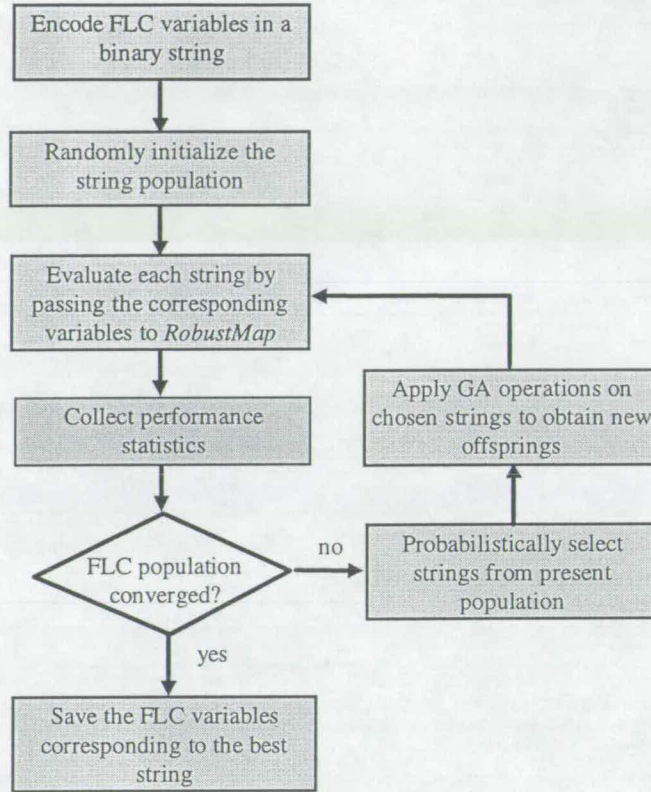 Encode FLC variables in a
binary string
Randomly initialize the
string population
Evaluate each string by
passing the corresponding
variables to RobustMap
Collect performance
statistics
FLC population
converged?
no
Probabilistically select
strings from present
population
Apply GA operations on
chosen strings to obtain new
offsprings
yes
Save the FLC variables
corresponding to the best
string